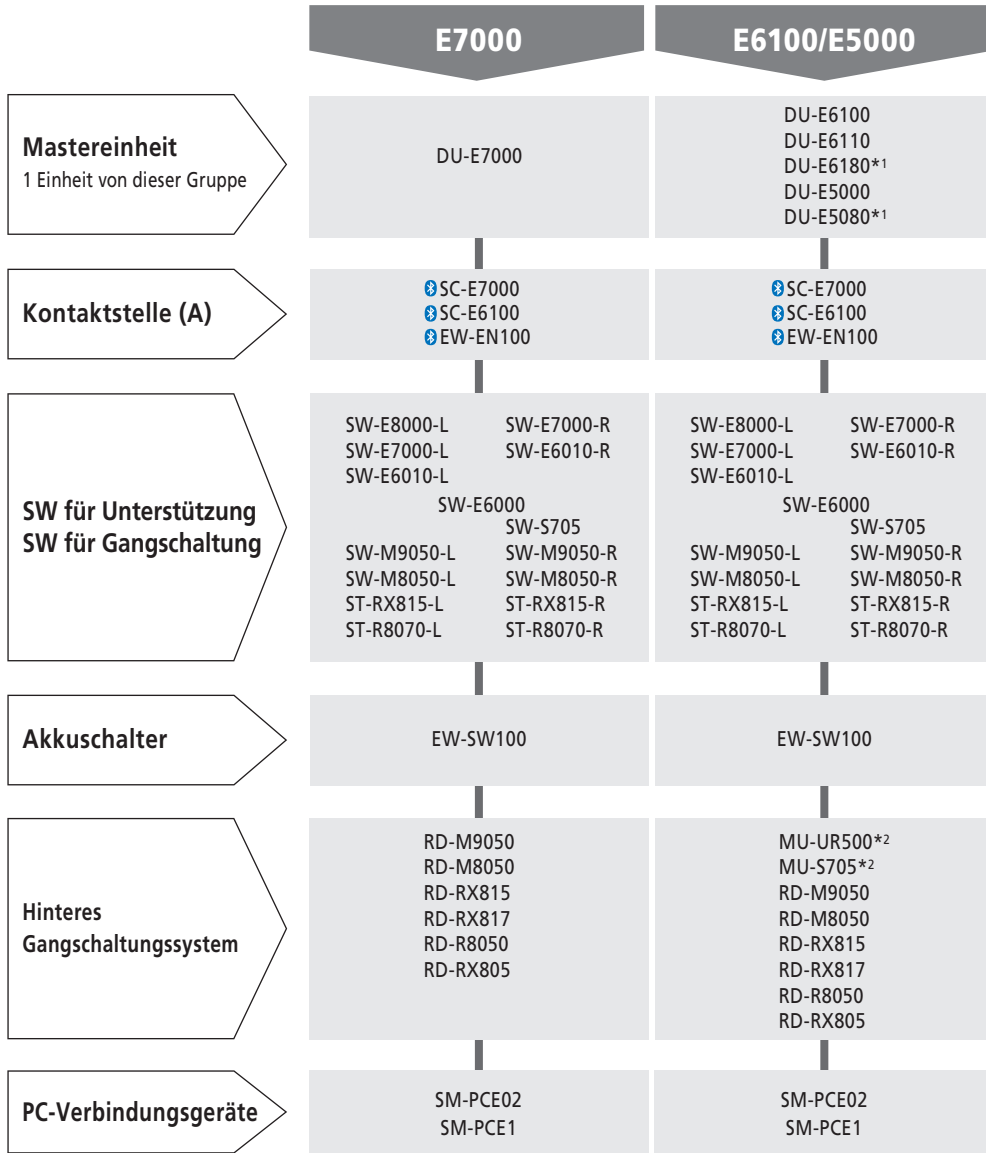 E7000
E6100/E5000
Mastereinheit
1 Einheit von dieser Gruppe
DU-E7000
DU-E6100
DU-E6110
DU-E6180*1
DU-E5000
DU-E5080*1
Kontaktstelle (A)
SC-E7000
SC-E6100
EW-EN100
SC-E7000
SC-E6100
EW-EN100
SW für Unterstützung
SW für Gangschaltung
SW-E8000-L SW-E7000-R
SW-E7000-L SW-E6010-R
SW-E6010-L
SW-E6000
SW-S705
SW-M9050-L SW-M9050-R
SW-M8050-L SW-M8050-R
ST-RX815-L ST-RX815-R
ST-R8070-L ST-R8070-R
SW-E8000-L SW-E7000-R
SW-E7000-L SW-E6010-R
SW-E6010-L
SW-E6000
SW-S705
SW-M9050-L SW-M9050-R
SW-M8050-L SW-M8050-R
ST-RX815-L ST-RX815-R
ST-R8070-L ST-R8070-R
Akkuschalter
EW-SW100
EW-SW100
Hinteres
Gangschaltungssystem
RD-M9050
RD-M8050
RD-RX815
RD-RX817
RD-R8050
RD-RX805
MU-UR500*2
MU-S705*2
RD-M9050
RD-M8050
RD-RX815
RD-RX817
RD-R8050
RD-RX805
PC-Verbindungsgeräte
SM-PCE02
SM-PCE1
SM-PCE02
SM-PCE1